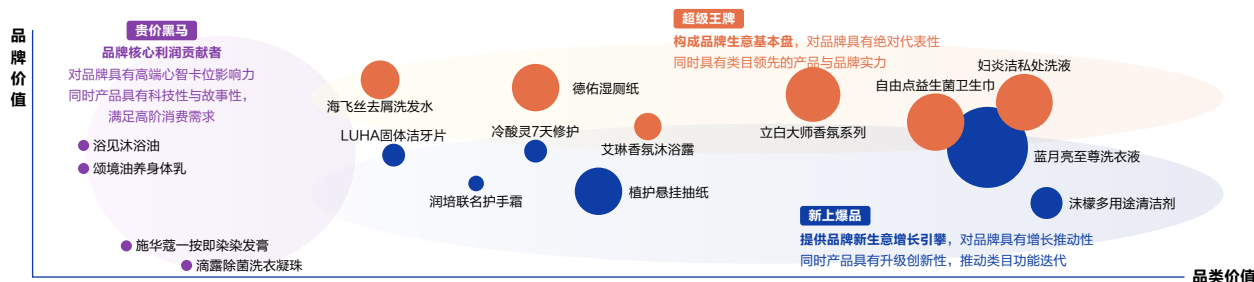 品牌价值
贵价黑马
品牌核心利润贡献者
对品牌具有高端心智卡位影响力
同时产品具有科技性与故事性，
满足高阶消费需求
浴见沐浴油
颂境油养身体乳
施华蔻一按即染染发膏
滴露除菌洗衣凝珠
超级王牌
构成品牌生意基本盘，对品牌具有绝对代表性
同时具有类目领先的产品与品牌实力
海飞丝去屑洗发水
德佑湿厕纸
艾琳香氛沐浴露
立白大师香氛系列
自由点益生菌卫生巾
妇炎洁私处洗液
LUHA固体洁牙片
冷酸灵7天修护
润培联名护手霜
植护悬挂抽纸
蓝月亮至尊洗衣液
沫檬多用途清洁剂
新上爆品
提供品牌新生意增长引擎，对品牌具有增长推动性
同时产品具有升级创新性，推动类目功能迭代
品类价值